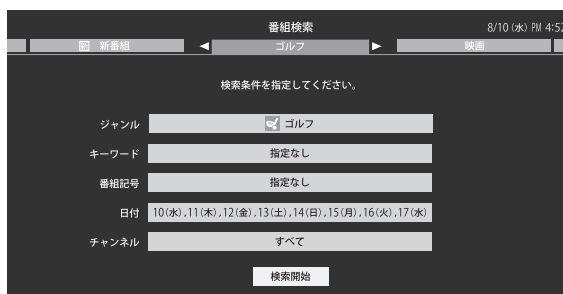 番組検索 8/10 (水) PM 4:52
新 新番組 ◀ ゴルフ ▶ 映画
検索条件を指定してください。
ジャンル ゴルフ
キーワード 指定なし
番組記号 指定なし
日付 10(水),11(木),12(金),13(土),14(日),15(月),16(火),17(水)
チャンネル すべて
検索開始